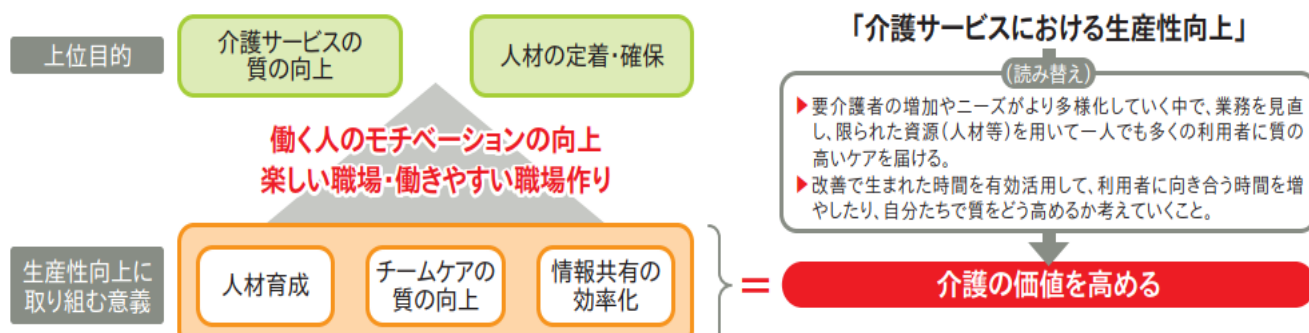 上位目的
介護サービスの
質の向上
人材の定着・確保
働く人のモチベーションの向上
楽しい職場・働きやすい職場作り
生産性向上に
取り組む意義
人材育成
チームケアの
質の向上
情報共有の
効率化
=
「介護サービスにおける生産性向上」
(読み替え)
▶要介護者の増加やニーズがより多様化していく中で、業務を見直
し、限られた資源(人材等)を用いて一人でも多くの利用者に質の
高いケアを届ける。
▶改善で生まれた時間を有効活用して、利用者に向き合う時間を増
やしたり、自分たちで質をどう高めるか考えていくこと。
介護の価値を高める